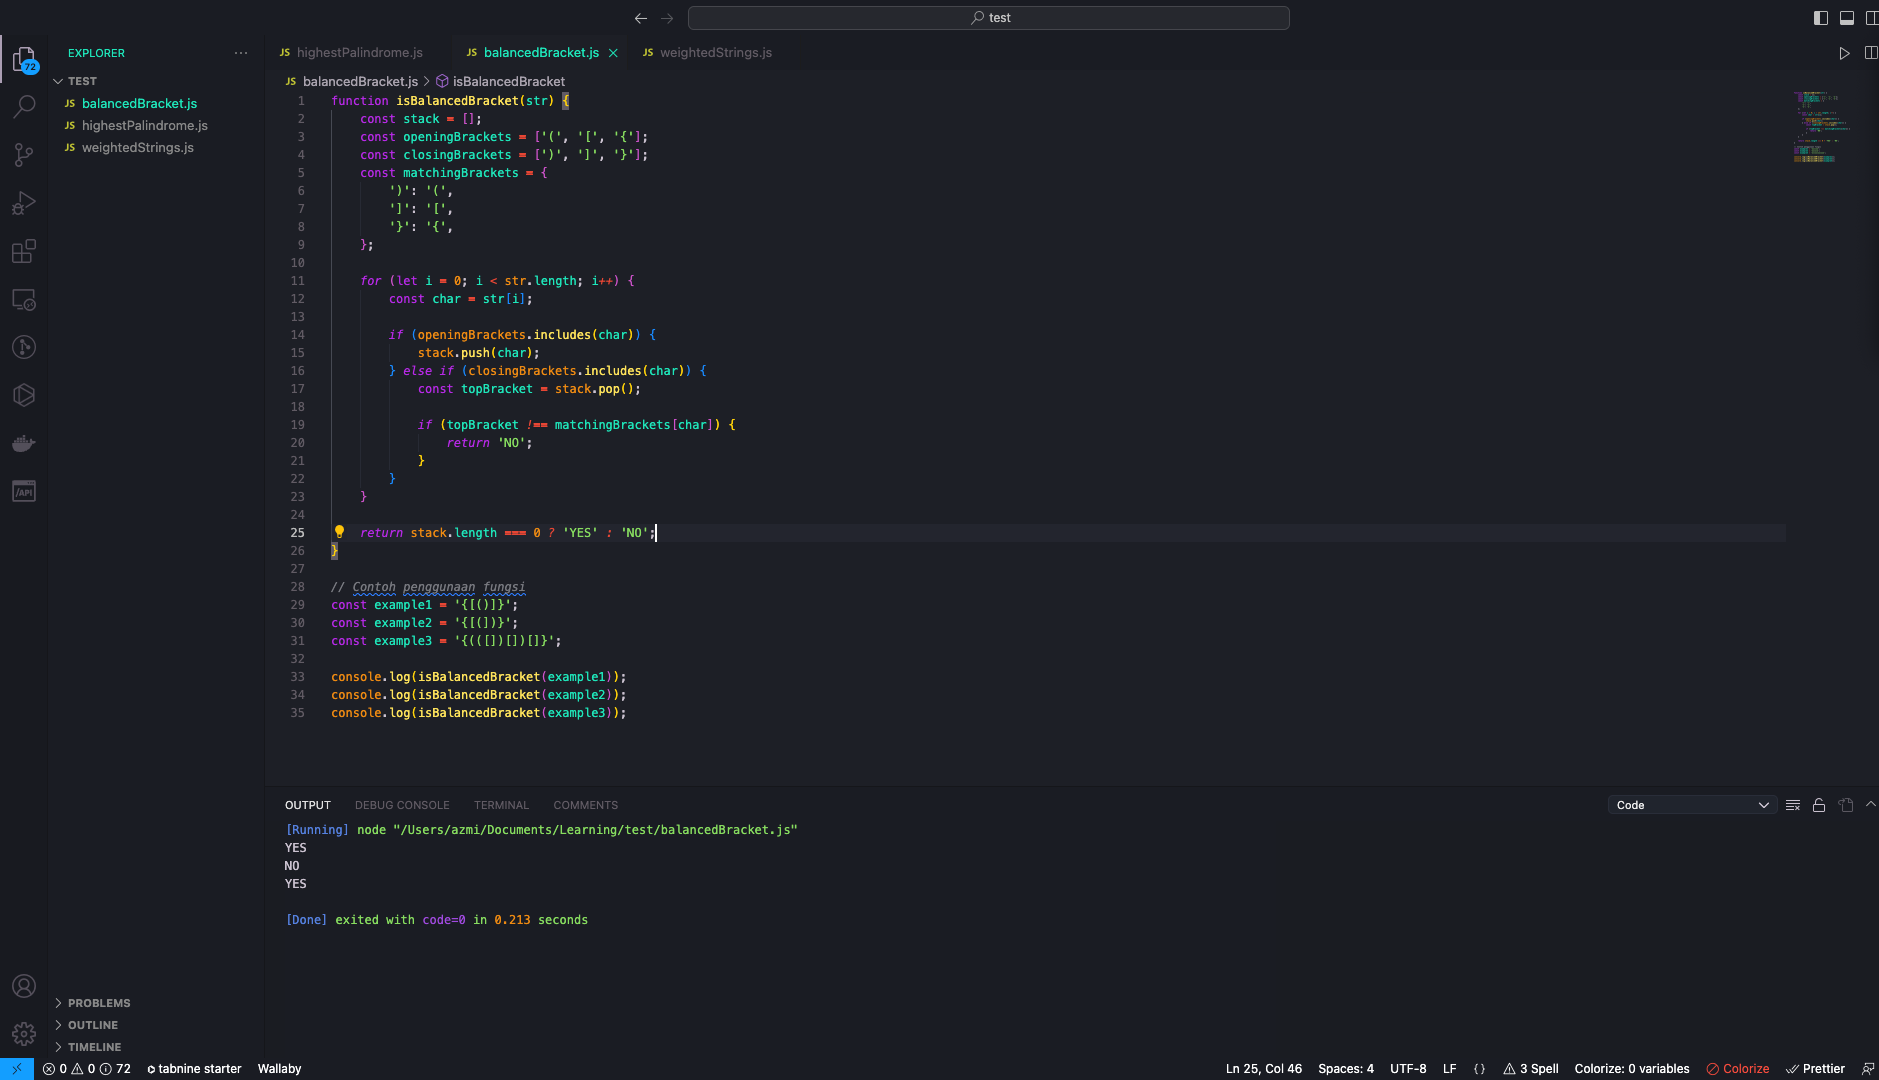 test
EXPLORER
TEST
JS balancedBracket.js
JS highestPalindrome.js
JS weightedStrings.js
72
JS highestPalindrome.js
JS balancedBracket.js
JS weightedStrings.js
JS balancedBracket.js > isBalancedBracket
1 function isBalancedBracket(str) {
2 const stack = [];
3 const openingBrackets = ['(', '[', '{'];
4 const closingBrackets = [')', ']', '}'];
5 const matchingBrackets = {
6 ')': '(',
7 ']': '[',
8 '}': '{',
9 };
10
11 for (let i = 0; i < str.length; i++) {
12 const char = str[i];
13
14 if (openingBrackets.includes(char)) {
15 stack.push(char);
16 } else if (closingBrackets.includes(char)) {
17 const topBracket = stack.pop();
18
19 if (topBracket !== matchingBrackets[char]) {
20 return 'NO';
21 }
22 }
23 }
24
25 return stack.length === 0 ? 'YES' : 'NO';
26 }
27
28 // Contoh penggunaan fungsi
29 const example1 = '{[()]}';
30 const example2 = '{[(])}';
31 const example3 = '{(([])[])[]}';
32
33 console.log(isBalancedBracket(example1));
34 console.log(isBalancedBracket(example2));
35 console.log(isBalancedBracket(example3));
OUTPUT DEBUG CONSOLE TERMINAL COMMENTS
Code
[Running] node "/Users/azmi/Documents/Learning/test/balancedBracket.js"
YES
NO
YES
[Done] exited with code=0 in 0.213 seconds
/API
PROBLEMS
OUTLINE
TIMELINE
0 0 72 tabnine starter Wallaby
Ln 25, Col 46 Spaces: 4 UTF-8 LF {} 3 Spell Colorize: 0 variables Colorize Prettier